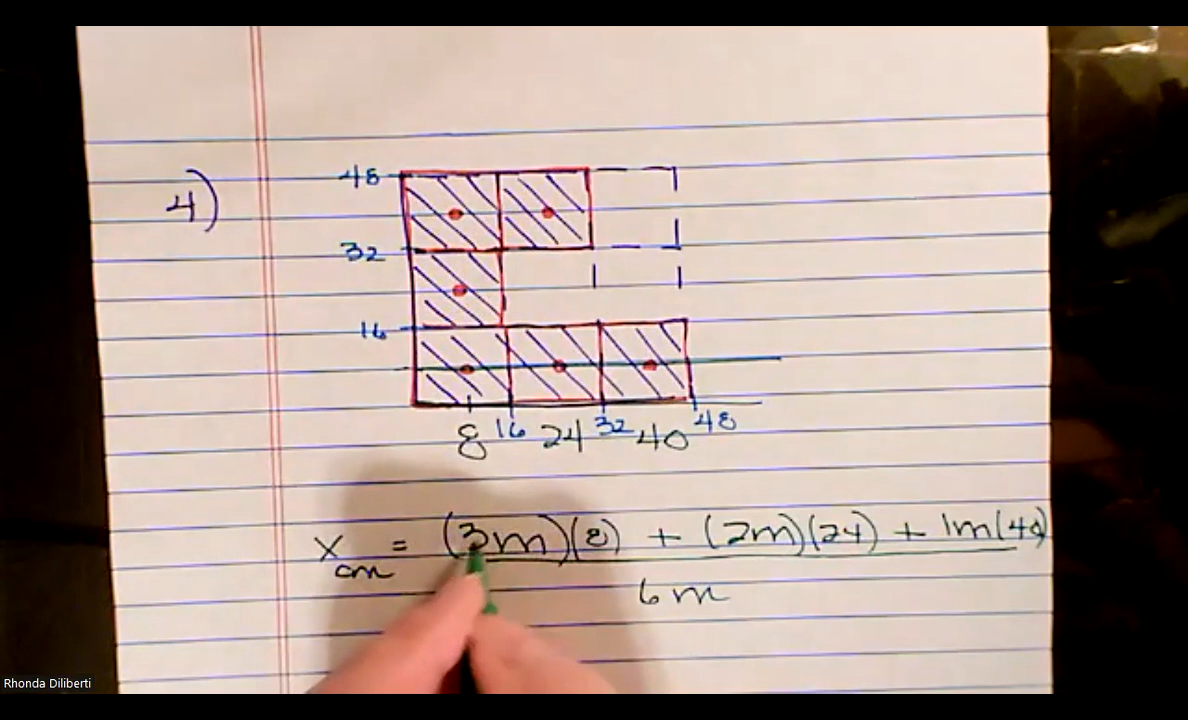 4)
48
32
16
8 16 24 32 40 48
x = (3m)(8) + (2m)(24) + 1m(40)
cm
6m
Rhonda Diliberti